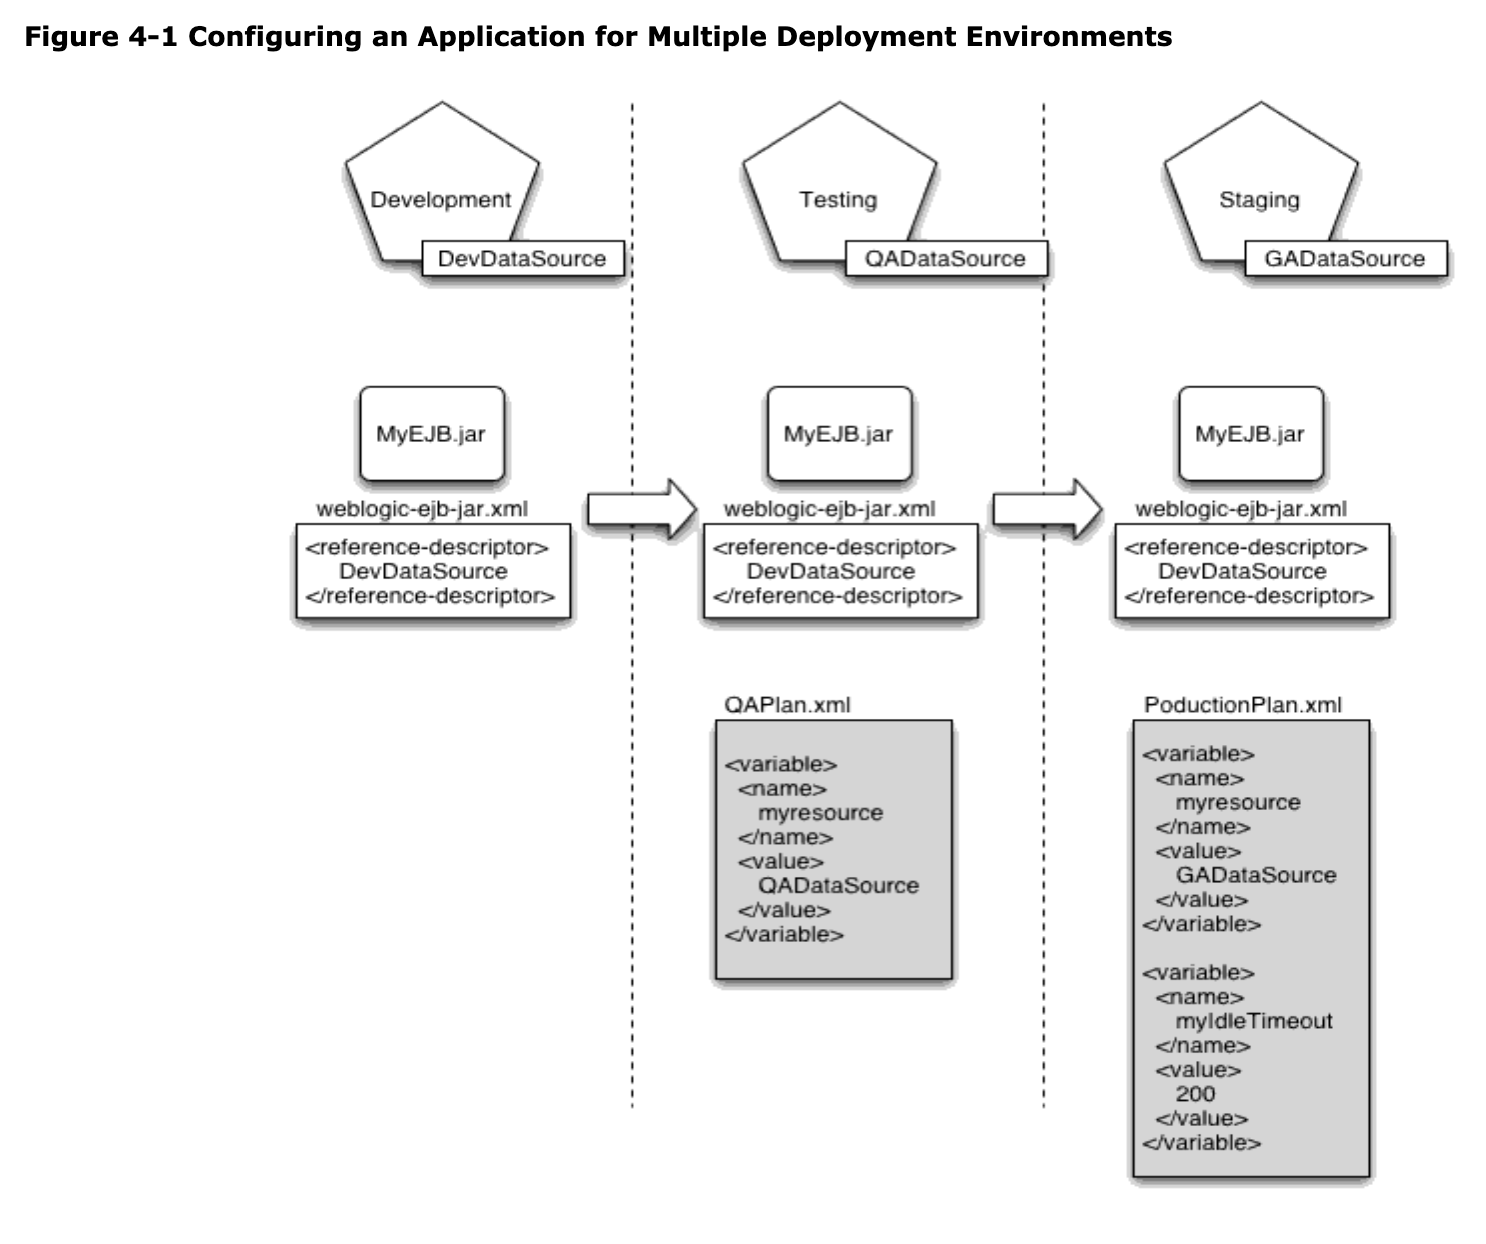 Figure 4-1 Configuring an Application for Multiple Deployment Environments
Development
DevDataSource
Testing
QADataSource
Staging
GADataSource
MyEJB.jar
weblogic-ejb-jar.xml
<reference-descriptor>
DevDataSource
</reference-descriptor>
MyEJB.jar
weblogic-ejb-jar.xml
<reference-descriptor>
DevDataSource
</reference-descriptor>
MyEJB.jar
weblogic-ejb-jar.xml
<reference-descriptor>
DevDataSource
</reference-descriptor>
QAPlan.xml
<variable>
<name>
myresource
</name>
<value>
QADataSource
</value>
</variable>
PoductionPlan.xml
<variable>
<name>
myresource
</name>
<value>
GADataSource
</value>
</variable>
<variable>
<name>
myIdleTimeout
</name>
<value>
200
</value>
</variable>